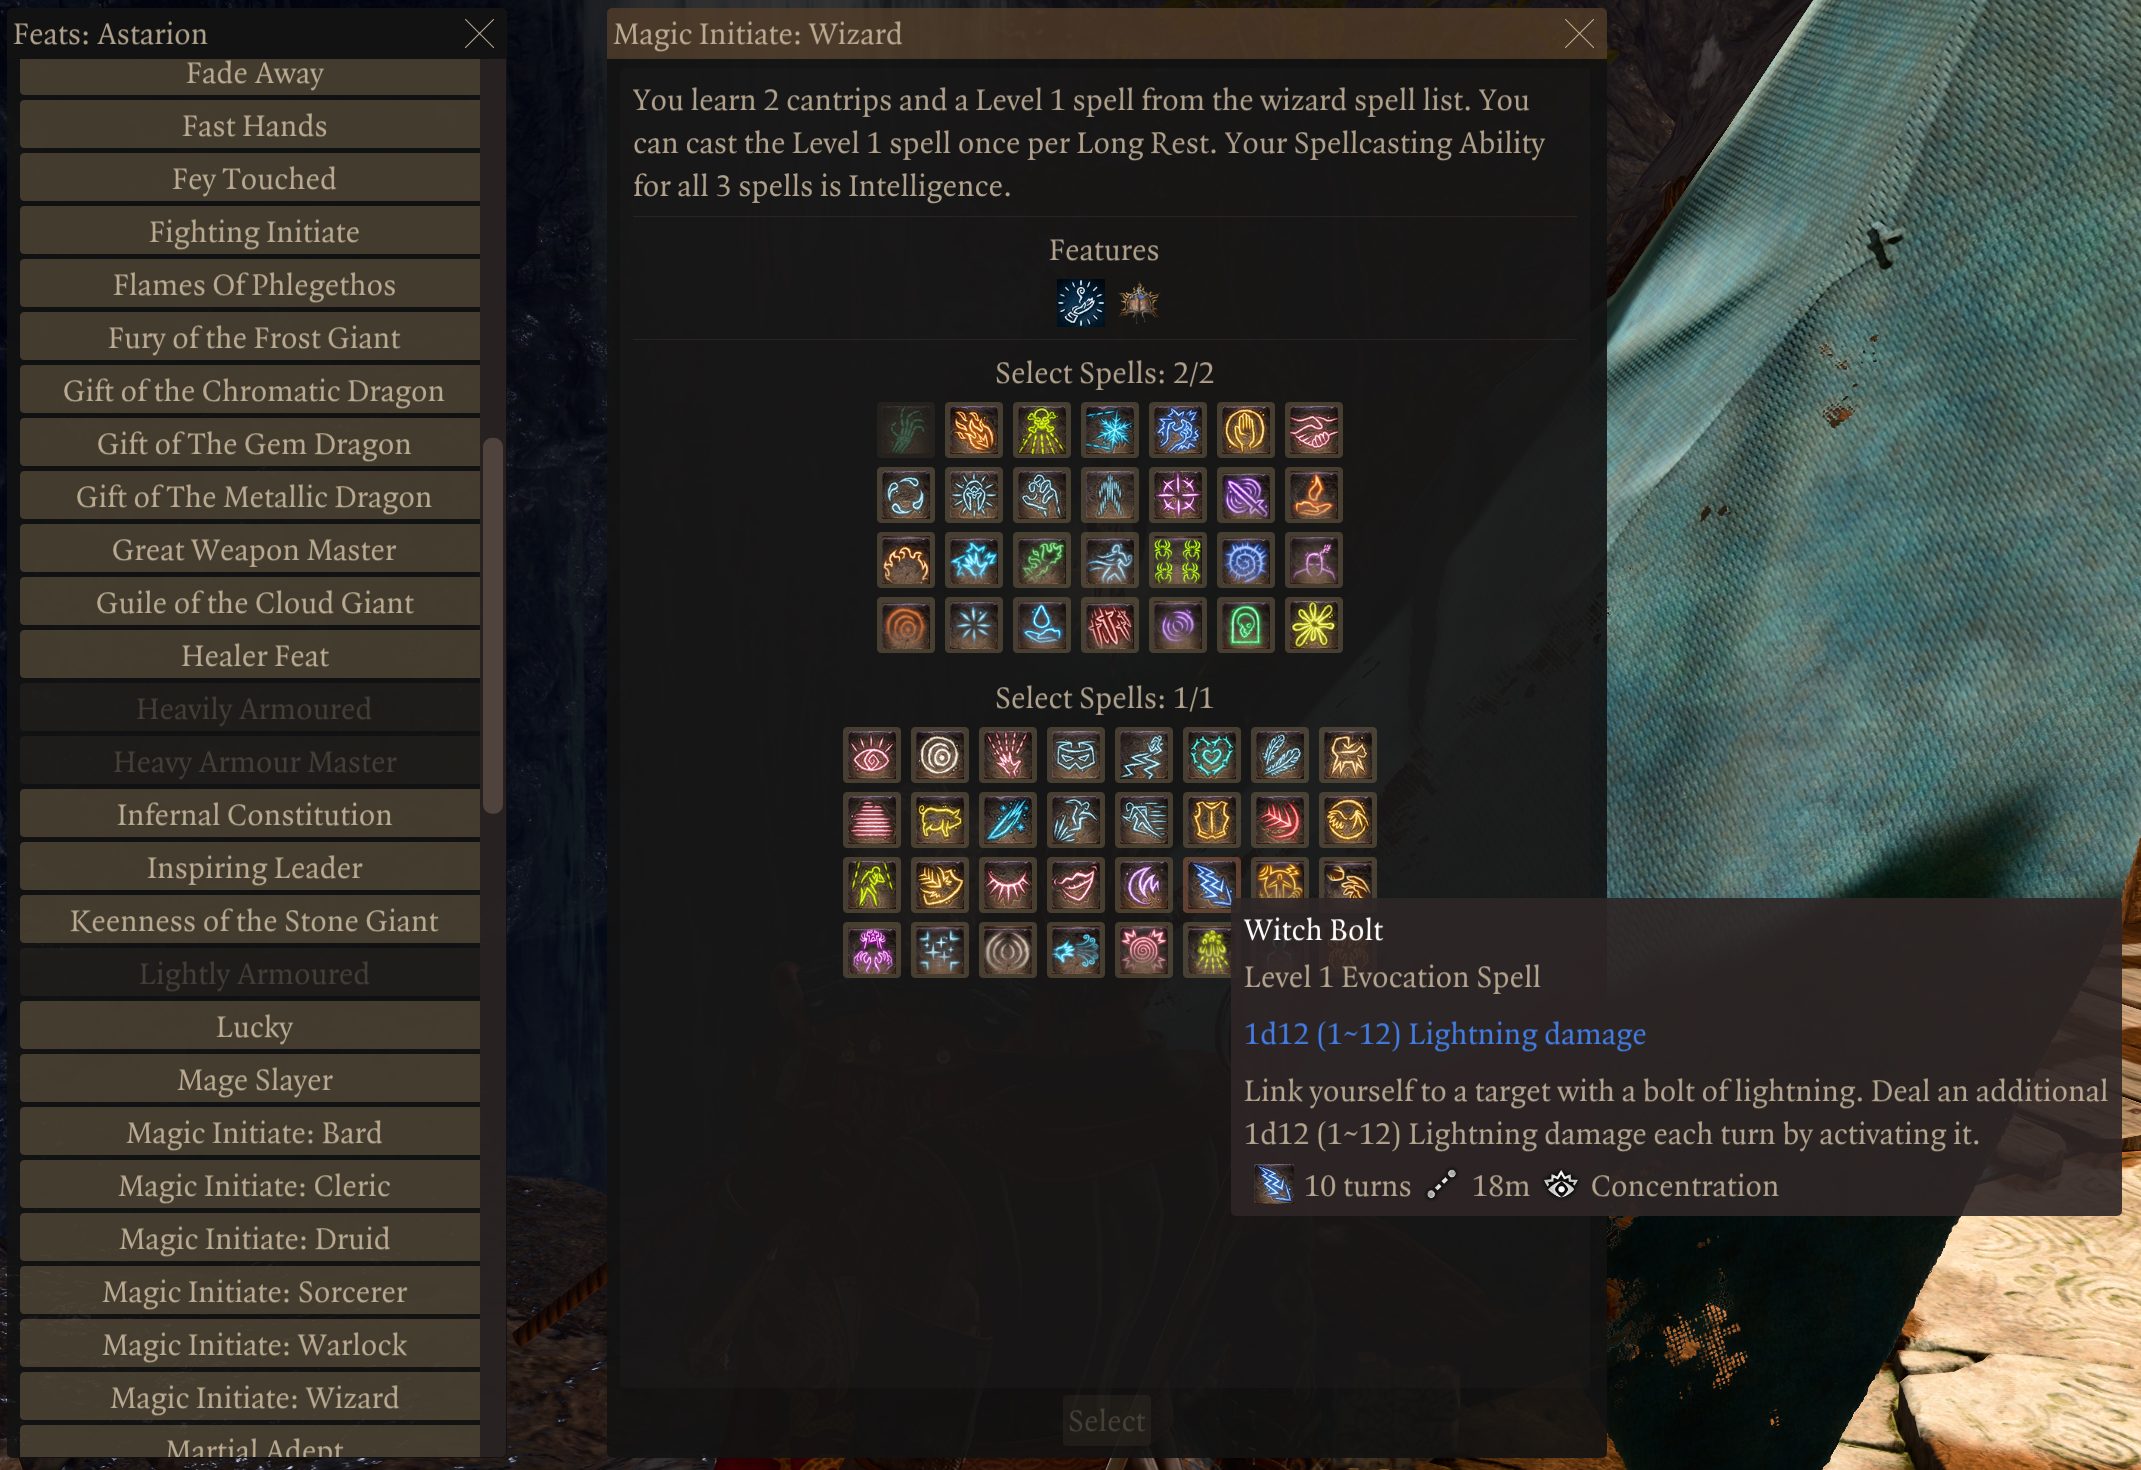 Feats: Astarion
Fade Away
Fast Hands
Fey Touched
Fighting Initiate
Flames Of Phlegethos
Fury of the Frost Giant
Gift of the Chromatic Dragon
Gift of The Gem Dragon
Gift of The Metallic Dragon
Great Weapon Master
Guile of the Cloud Giant
Healer Feat
Heavily Armoured
Heavy Armour Master
Infernal Constitution
Inspiring Leader
Keenness of the Stone Giant
Lightly Armoured
Lucky
Mage Slayer
Magic Initiate: Bard
Magic Initiate: Cleric
Magic Initiate: Druid
Magic Initiate: Sorcerer
Magic Initiate: Warlock
Magic Initiate: Wizard
Martial Adept
Magic Initiate: Wizard
You learn 2 cantrips and a Level 1 spell from the wizard spell list. You
can cast the Level 1 spell once per Long Rest. Your Spellcasting Ability
for all 3 spells is Intelligence.
Features
Select Spells: 2/2
Select Spells: 1/1
Witch Bolt
Level 1 Evocation Spell
1d12 (1~12) Lightning damage
Link yourself to a target with a bolt of lightning. Deal an additional
1d12 (1~12) Lightning damage each turn by activating it.
10 turns 18m Concentration
Select